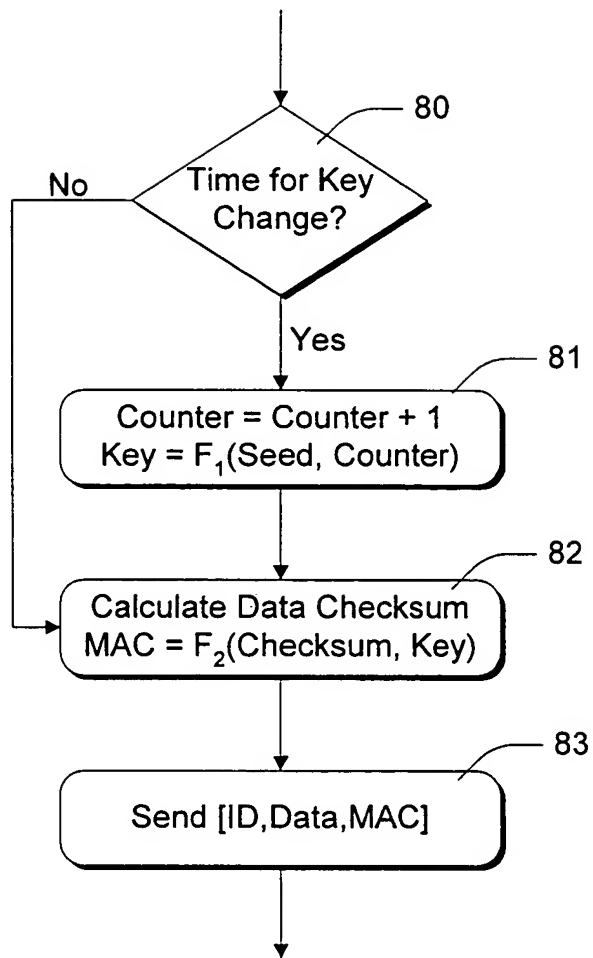 80
Time for Key
Change?
No
Yes
81
Counter = Counter + 1
Key = F₁(Seed, Counter)
82
Calculate Data Checksum
MAC = F₂(Checksum, Key)
83
Send [ID,Data,MAC]